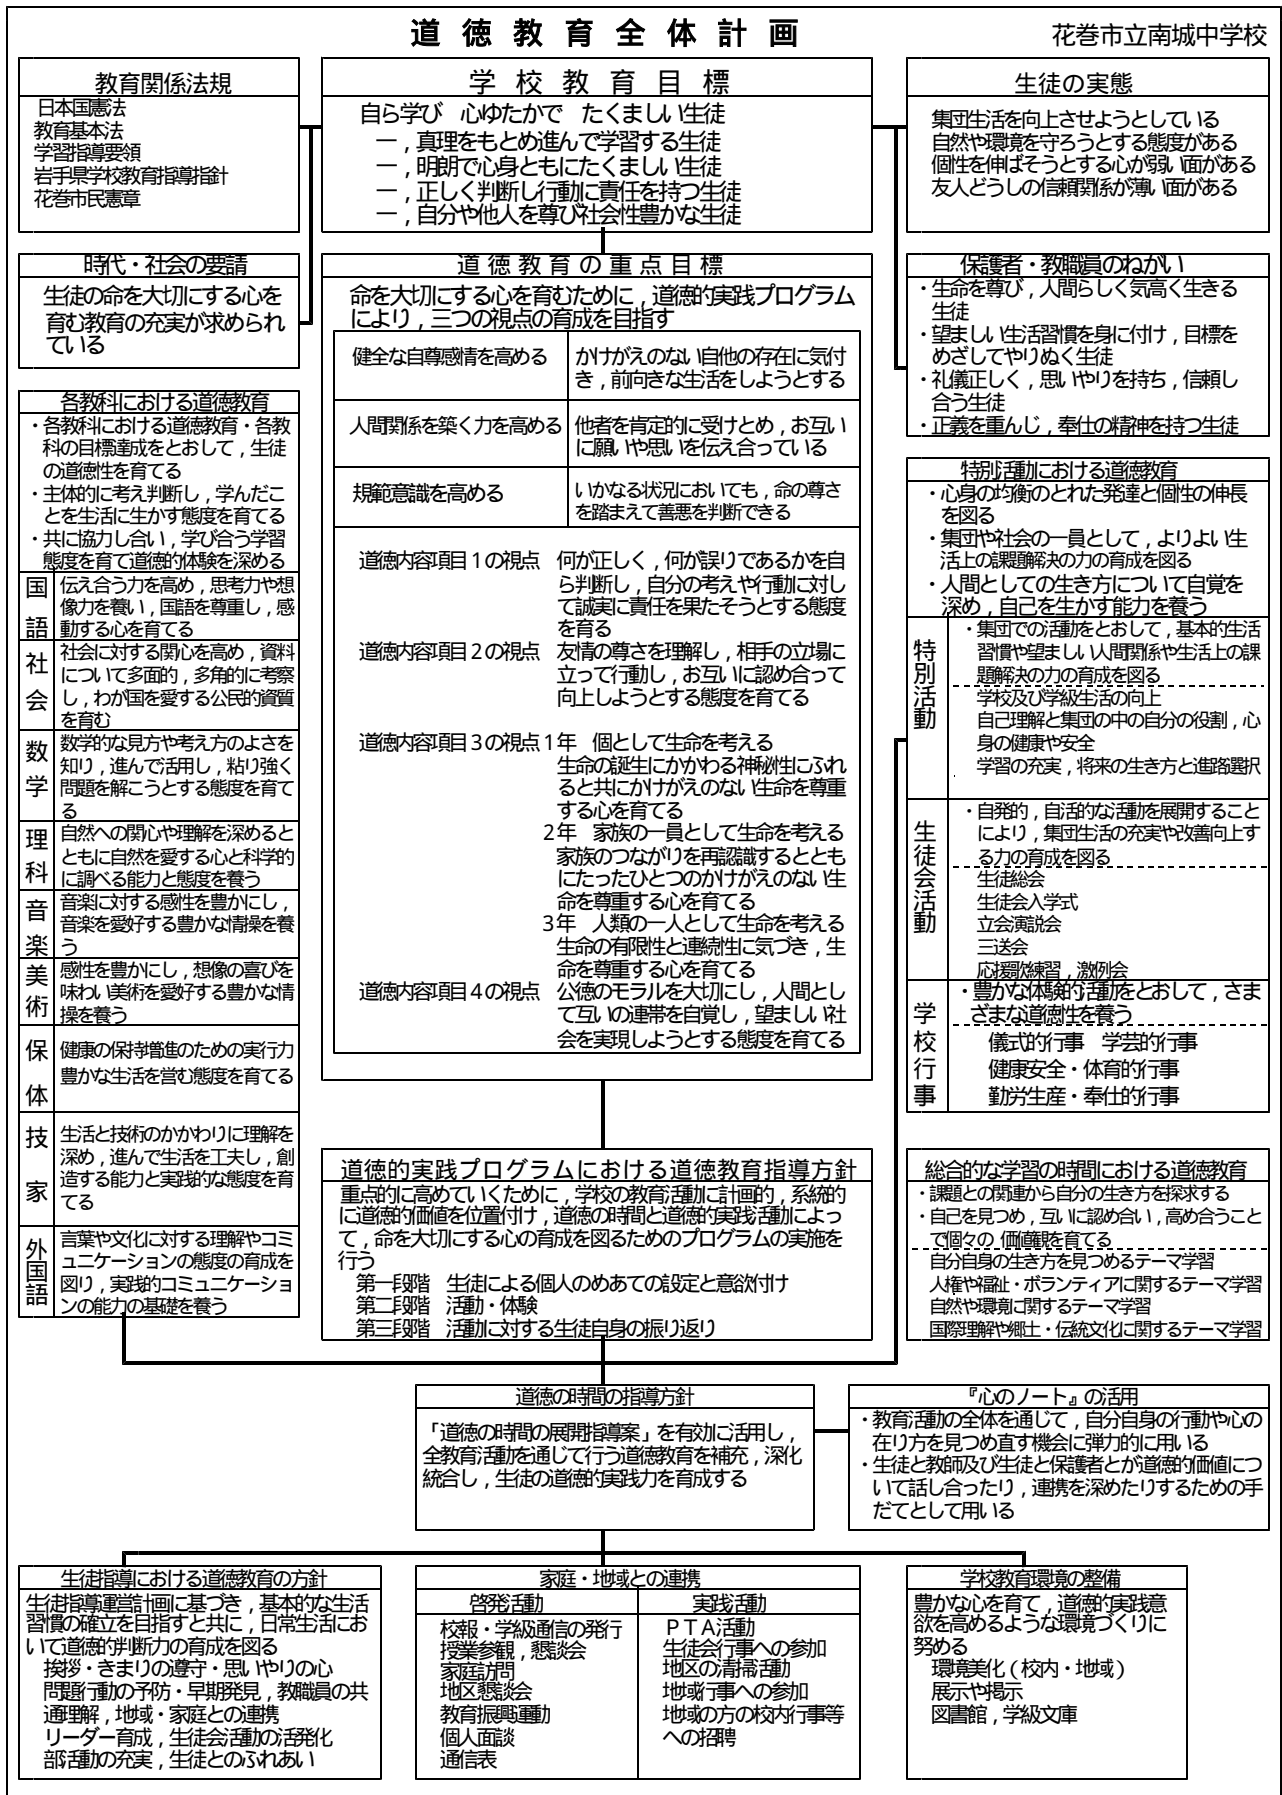 道徳教育全体計画
花巻市立南城中学校
教育関係法規
日本国憲法
教育基本法
学習指導要領
岩手県学校教育指導指針
花巻市民憲章
学校教育目標
自ら学び　心ゆたかで　たくましい生徒
一，真理をもとめ進んで学習する生徒
一，明朗で心身ともにたくましい生徒
一，正しく判断し行動に責任を持つ生徒
一，自分や他人を尊び社会性豊かな生徒
生徒の実態
集団生活を向上させようとしている
自然や環境を守ろうとする態度がある
個性を伸ばそうとする心が弱い面がある
友人どうしの信頼関係が薄い面がある
時代・社会の要請
生徒の命を大切にする心を
育む教育の充実が求められ
ている
道徳教育の重点目標
命を大切にする心を育むために，道徳的実践プログラム
により，三つの視点の育成を目指す
健全な自尊感情を高める
かけがえのない自他の存在に気付
き，前向きな生活をしようとする
人間関係を築く力を高める
他者を肯定的に受けとめ，お互い
に願いや思いを伝え合っている
規範意識を高める
いかなる状況においても，命の尊さ
を踏まえて善悪を判断できる
道徳内容項目1の視点　何が正しく，何が誤りであるかを自
ら判断し，自分の考えや行動に対し
て誠実に責任を果たそうとする態度
を育る
道徳内容項目2の視点　友情の尊さを理解し，相手の立場に
立って行動し，お互いに認め合って
向上しようとする態度を育てる
道徳内容項目3の視点1年　個として生命を考える
生命の誕生にかかわる神秘性にふれ
ると共にかけがえのない生命を尊重
する心を育てる
2年　家族の一員として生命を考える
家族のつながりを再認識するととも
にたったひとつのかけがえのない生
命を尊重する心を育てる
3年　人類の一人として生命を考える
生命の有限性と連続性に気づき，生
命を尊重する心を育てる
道徳内容項目4の視点　公徳のモラルを大切にし，人間とし
て互いの連帯を自覚し，望ましい社
会を実現しようとする態度を育てる
保護者・教職員のねがい
・生命を尊び，人間らしく気高く生きる
生徒
・望ましい生活習慣を身に付け，目標を
めざしてやりぬく生徒
・礼儀正しく，思いやりを持ち，信頼し
合う生徒
・正義を重んじ，奉仕の精神を持つ生徒
各教科における道徳教育
・各教科における道徳教育・各教
科の目標達成をとおして，生徒
の道徳性を育てる
・主体的に考え判断し，学んだこ
とを生活に生かす態度を育てる
・共に協力し合い，学び合う学習
態度を育て道徳的体験を深める
国語
伝え合う力を高め，思考力や想
像力を養い，国語を尊重し，感
動する心を育てる
社会
社会に対する関心を高め，資料
について多面的，多角的に考察
し，わが国を愛する公民的資質
を育む
数学
数学的な見方や考え方のよさを
知り，進んで活用し，粘り強く
問題を解こうとする態度を育て
る
理科
自然への関心や理解を深めると
ともに自然を愛する心と科学的
に調べる能力と態度を養う
音楽
音楽に対する感性を豊かにし，
音楽を愛好する豊かな情操を養
う
美術
感性を豊かにし，想像の喜びを
味わい美術を愛好する豊かな情
操を養う
保体
健康の保持増進のための実行力
豊かな生活を営む態度を育てる
技家
生活と技術のかかわりに理解を
深め，進んで生活を工夫し，創
造する能力と実践的な態度を育
てる
外国語
言葉や文化に対する理解やコミ
ュニケーションの態度の育成を
図り，実践的コミュニケーショ
ンの能力の基礎を養う
特別活動における道徳教育
・心身の均衡のとれた発達と個性の伸長
を図る
・集団や社会の一員として，よりよい生
活上の課題解決の力の育成を図る
・人間としての生き方について自覚を
深め，自己を生かす能力を養う
特別活動
・集団での活動をとおして，基本的生活
習慣や望ましい人間関係や生活上の課
題解決の力の育成を図る
学校及び学級生活の向上
自己理解と集団の中の自分の役割，心
身の健康や安全
学習の充実，将来の生き方と進路選択
生徒会活動
・自発的，自活的な活動を展開すること
により，集団生活の充実や改善向上す
る力の育成を図る
生徒総会
生徒会入学式
立会演説会
三送会
応援歌練習，激例会
学校行事
・豊かな体験的活動をとおして，さま
ざまな道徳性を養う
儀式的行事　学芸的行事
健康安全・体育的行事
勤労生産・奉仕的行事
道徳的実践プログラムにおける道徳教育指導方針
重点的に高めていくために，学校の教育活動に計画的，系統的
に道徳的価値を位置付け，道徳の時間と道徳的実践活動によっ
て，命を大切にする心の育成を図るためのプログラムの実施を
行う
第一段階　生徒による個人のめあての設定と意欲付け
第二段階　活動・体験
第三段階　活動に対する生徒自身の振り返り
総合的な学習の時間における道徳教育
・課題との関連から自分の生き方を探求する
・自己を見つめ，互いに認め合い，高め合うこと
で個々の 価値観を育てる
自分自身の生き方を見つめるテーマ学習
人権や福祉・ボランティアに関するテーマ学習
自然や環境に関するテーマ学習
国際理解や郷土・伝統文化に関するテーマ学習
道徳の時間の指導方針
「道徳の時間の展開指導案」を有効に活用し，
全教育活動を通じて行う道徳教育を補充，深化
統合し，生徒の道徳的実践力を育成する
『心のノート』の活用
・教育活動の全体を通じて，自分自身の行動や心の
在り方を見つめ直す機会に弾力的に用いる
・生徒と教師及び生徒と保護者とが道徳的価値につ
いて話し合ったり，連携を深めたりするための手
だてとして用いる
生徒指導における道徳教育の方針
生徒指導運営計画に基づき，基本的な生活
習慣の確立を目指すと共に，日常生活にお
いて道徳的判断力の育成を図る
挨拶・きまりの遵守・思いやりの心
問題行動の予防・早期発見，教職員の共
通理解，地域・家庭との連携
リーダー育成，生徒会活動の活発化
部活動の充実，生徒とのふれあい
家庭・地域との連携
啓発活動
校報・学級通信の発行
授業参観，懇談会
家庭訪問
地区懇談会
教育振興運動
個人面談
通信表
実践活動
ＰＴＡ活動
生徒会行事への参加
地区の清掃活動
地域行事への参加
地域の方の校内行事等
への招聘
学校教育環境の整備
豊かな心を育て，道徳的実践意
欲を高めるような環境づくりに
努める
環境美化（校内・地域）
展示や掲示
図書館，学級文庫